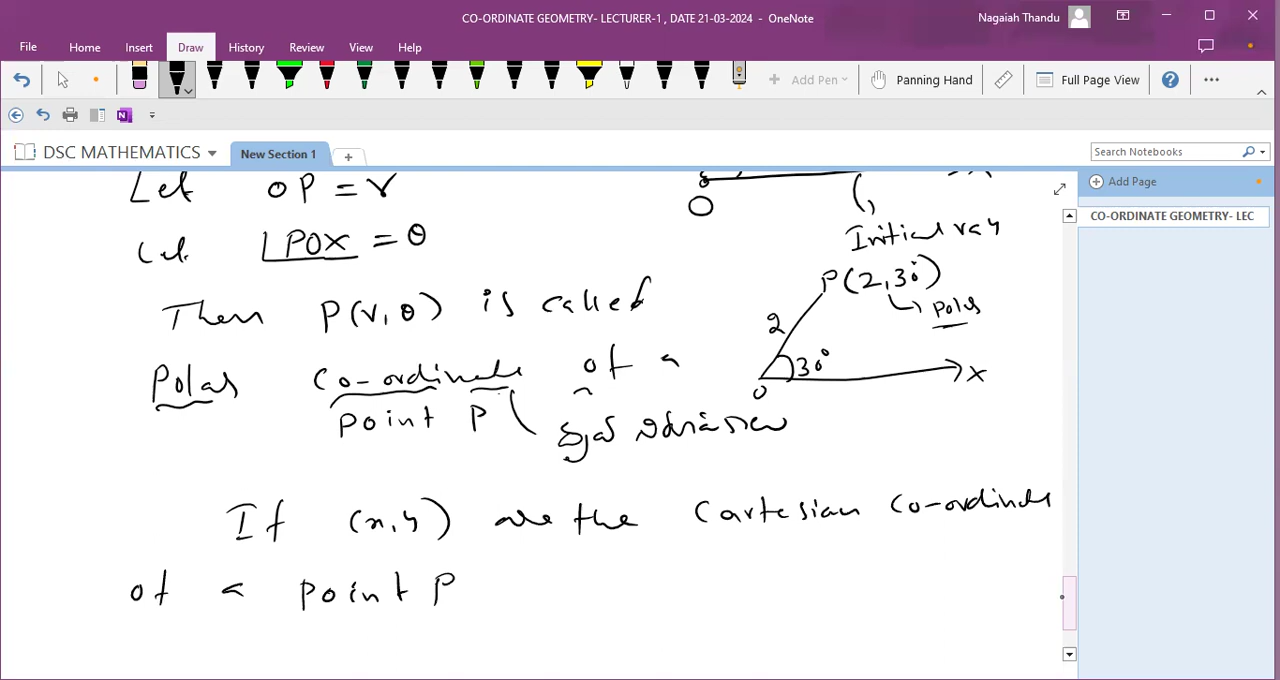 CO-ORDINATE GEOMETRY- LECTURER-1 , DATE 21-03-2024 - OneNote
Nagaiah Thandu
File Home Insert Draw History Review View Help
Add Pen
Panning Hand
Full Page View
DSC MATHEMATICS
New Section 1
Search Notebooks
Add Page
CO-ORDINATE GEOMETRY- LEC
Let OP = r
O
Initial ray
Let ∠POX = θ
P(2,30°)
Polar
Then P(r, θ) is called
2
30°
O
X
Polar Co-ordinate of a
point P
If (x,y) are the Cartesian Co-ordinate
of a point P